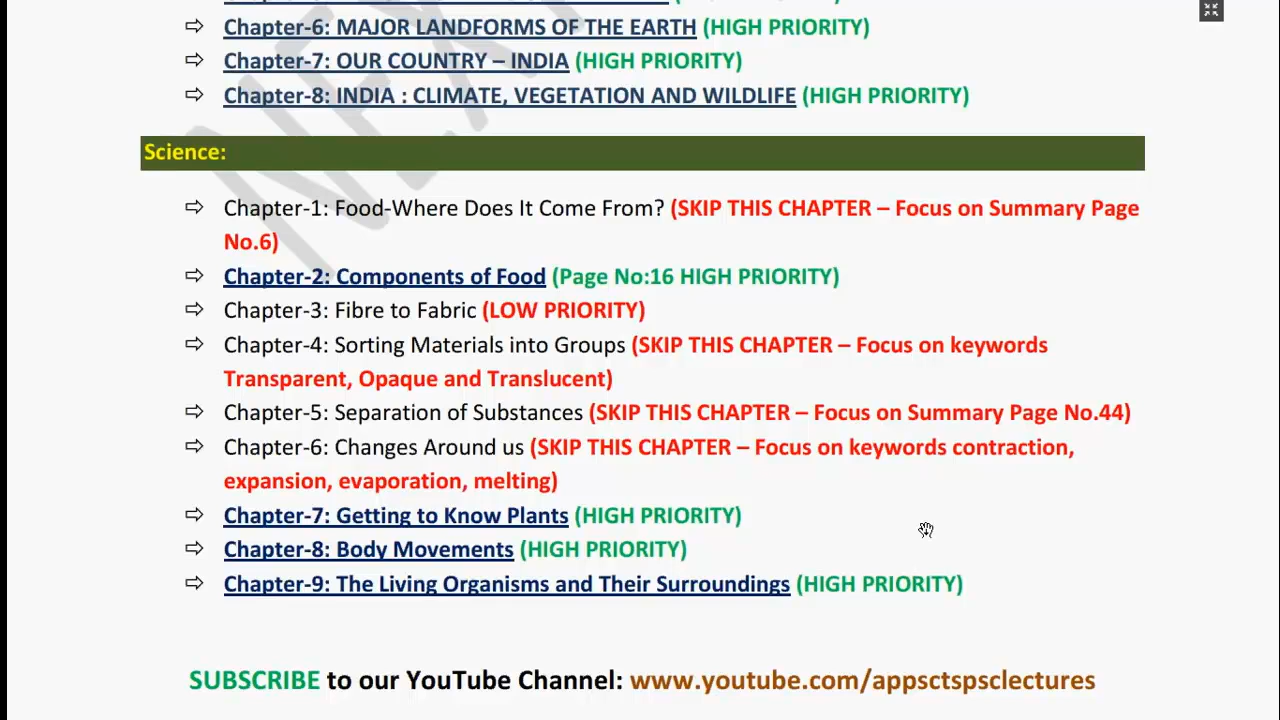 ⇨ Chapter-6: MAJOR LANDFORMS OF THE EARTH (HIGH PRIORITY)
⇨ Chapter-7: OUR COUNTRY – INDIA (HIGH PRIORITY)
⇨ Chapter-8: INDIA : CLIMATE, VEGETATION AND WILDLIFE (HIGH PRIORITY)
Science:
⇨ Chapter-1: Food-Where Does It Come From? (SKIP THIS CHAPTER – Focus on Summary Page
No.6)
⇨ Chapter-2: Components of Food (Page No:16 HIGH PRIORITY)
⇨ Chapter-3: Fibre to Fabric (LOW PRIORITY)
⇨ Chapter-4: Sorting Materials into Groups (SKIP THIS CHAPTER – Focus on keywords
Transparent, Opaque and Translucent)
⇨ Chapter-5: Separation of Substances (SKIP THIS CHAPTER – Focus on Summary Page No.44)
⇨ Chapter-6: Changes Around us (SKIP THIS CHAPTER – Focus on keywords contraction,
expansion, evaporation, melting)
⇨ Chapter-7: Getting to Know Plants (HIGH PRIORITY)
⇨ Chapter-8: Body Movements (HIGH PRIORITY)
⇨ Chapter-9: The Living Organisms and Their Surroundings (HIGH PRIORITY)
SUBSCRIBE to our YouTube Channel: www.youtube.com/appsctspsclectures